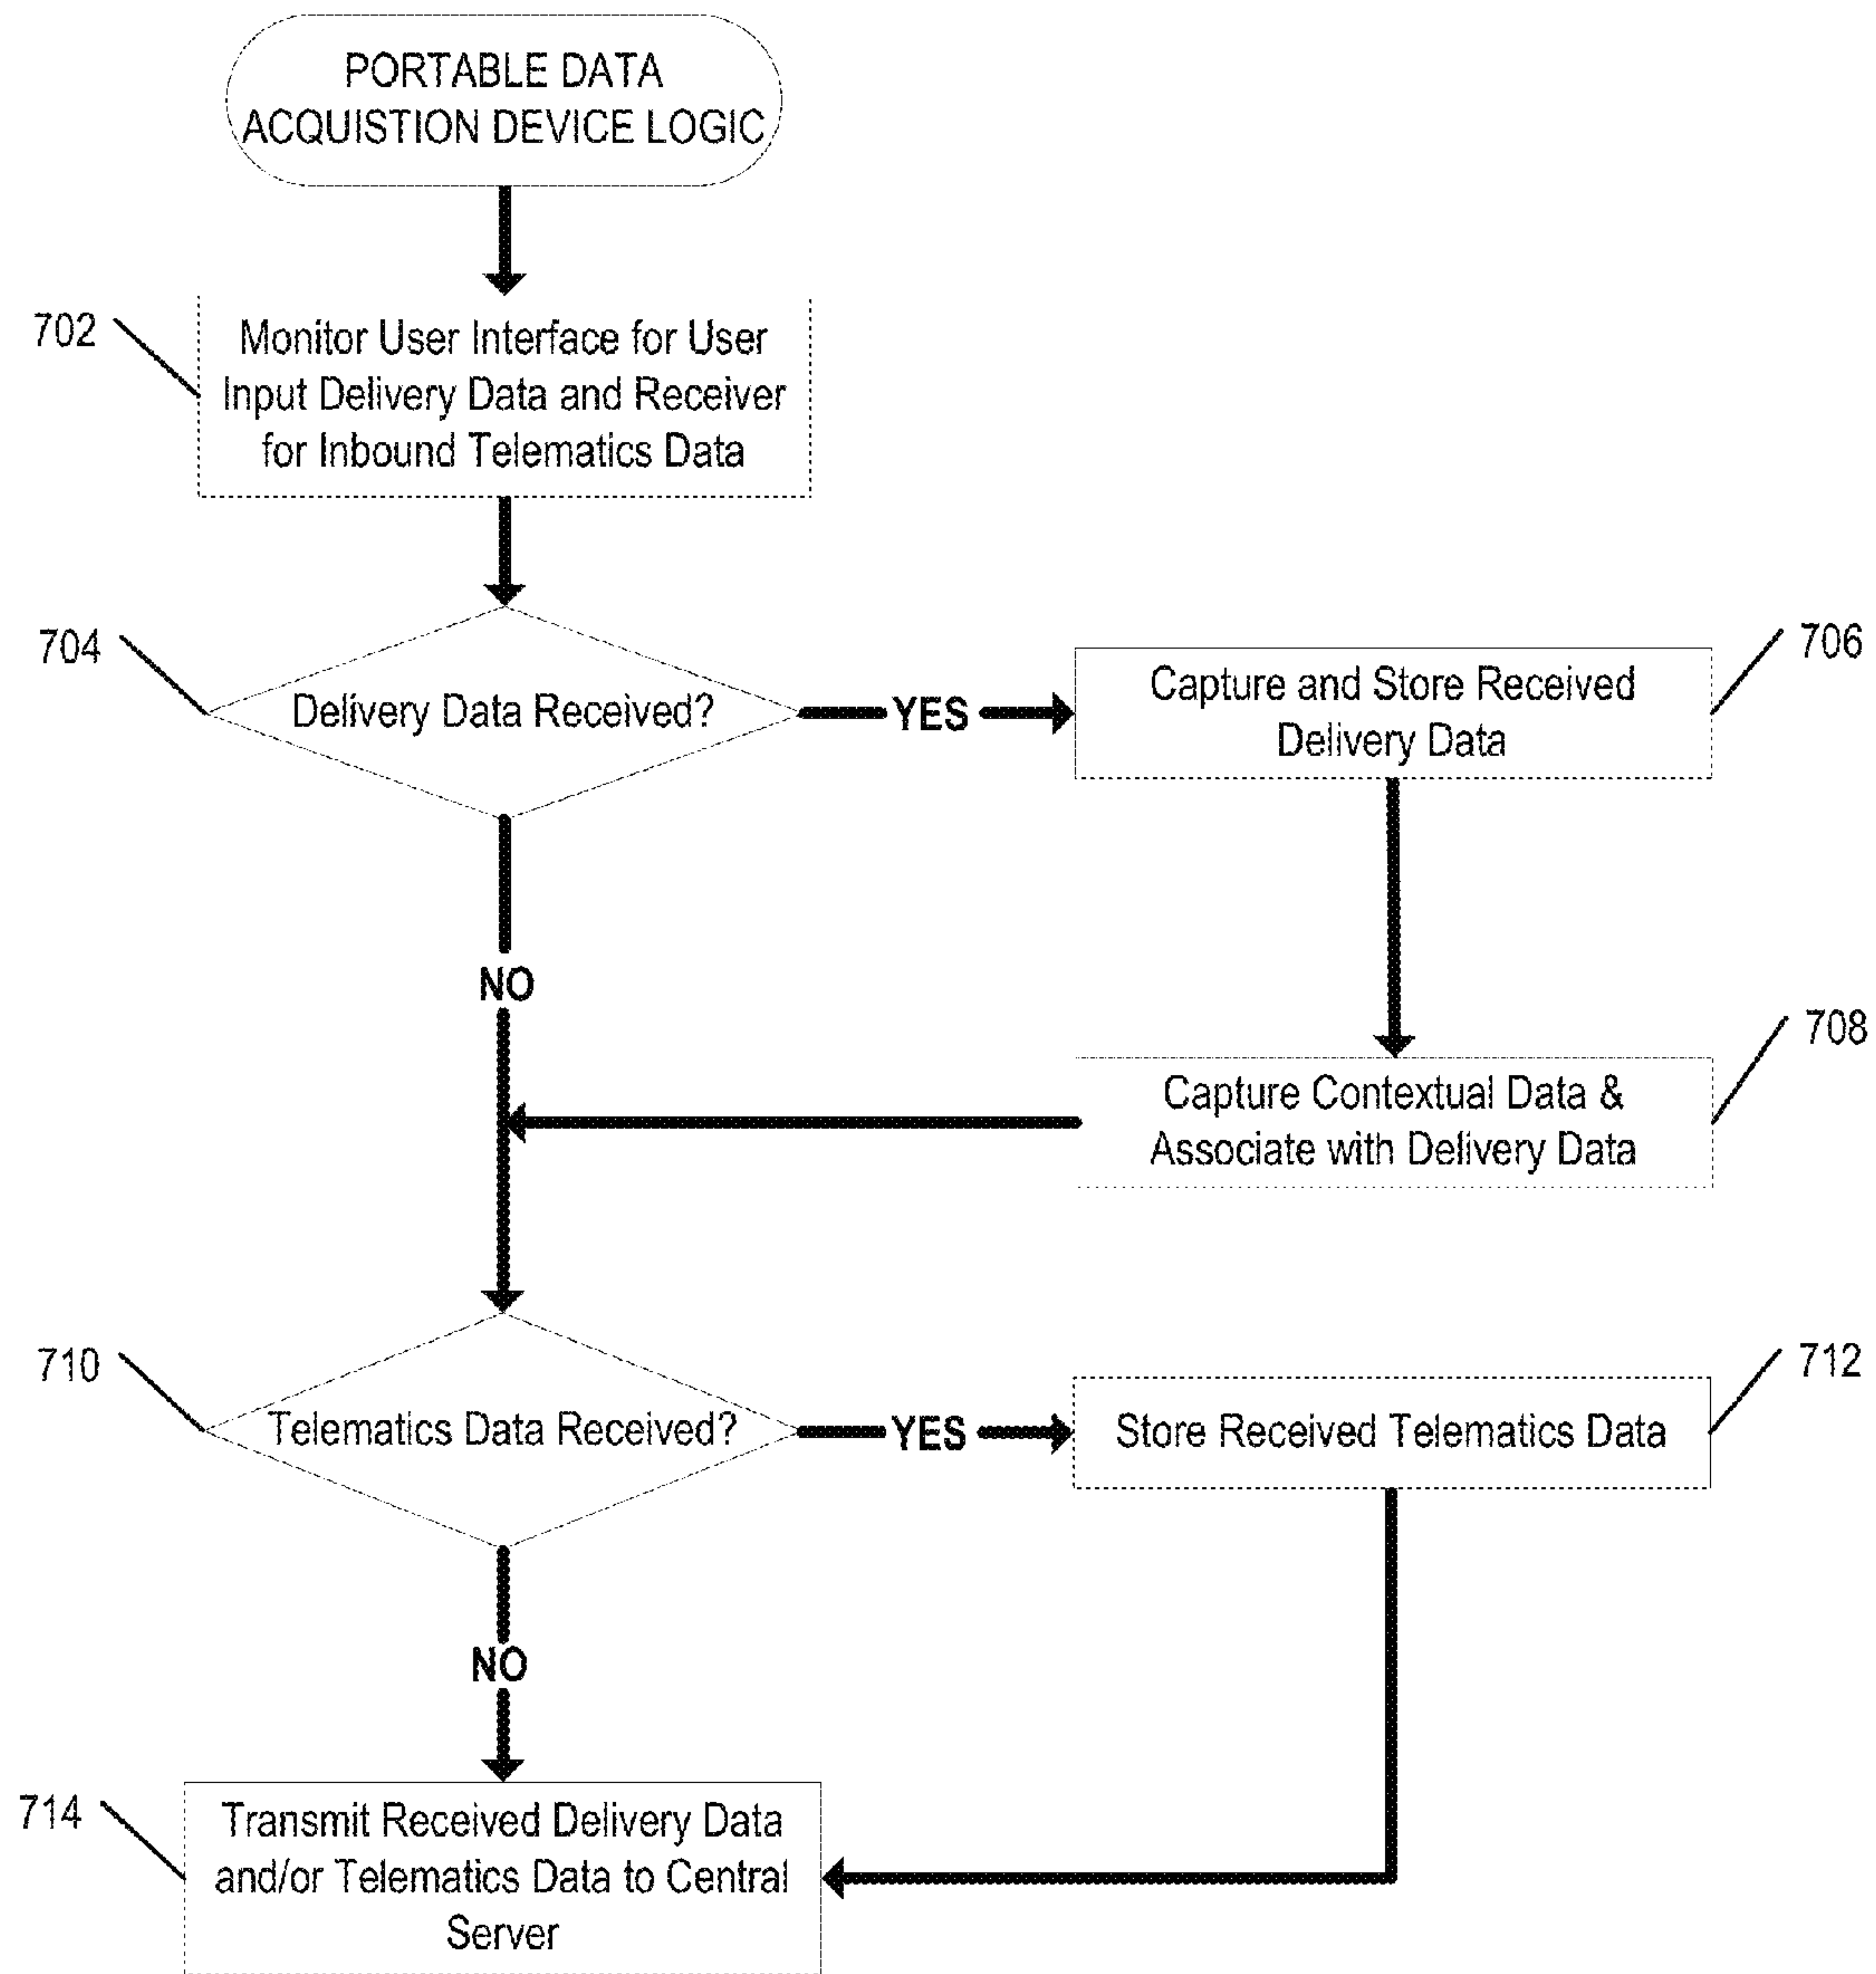 PORTABLE DATA
ACQUISTION DEVICE LOGIC
702
Monitor User Interface for User
Input Delivery Data and Receiver
for Inbound Telematics Data
704
Delivery Data Received?
YES
706
Capture and Store Received
Delivery Data
NO
708
Capture Contextual Data &
Associate with Delivery Data
710
Telematics Data Received?
YES
712
Store Received Telematics Data
NO
714
Transmit Received Delivery Data
and/or Telematics Data to Central
Server